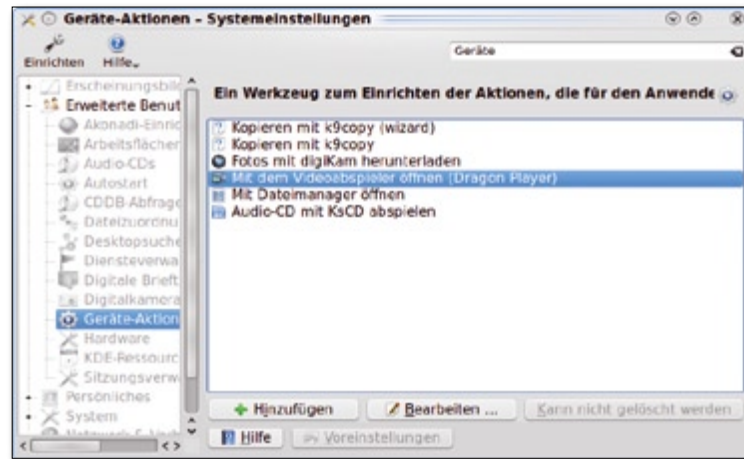 Geräte-Aktionen – Systemeinstellungen
Einrichten Hilfe
Geräte
Erscheinungsbild
Erweiterte Benut
Akonadi-Einric
Arbeitsflächer
Audio-CDs
Autostart
CDDB-Abfrage
Dateizuordnu
Desktopsuche
Diensteverwa
Digitale Brieft
Digitalkamera
Geräte-Aktion
Hardware
KDE-Ressourc
Sitzungsverw
Persönliches
System
Ein Werkzeug zum Einrichten der Aktionen, die für den Anwende
Kopieren mit k9copy (wizard)
Kopieren mit k9copy
Fotos mit digiKam herunterladen
Mit dem Videoabspieler öffnen (Dragon Player)
Mit Dateimanager öffnen
Audio-CD mit KsCD abspielen
Hinzufügen Bearbeiten ... Kann nicht gelöscht werden
Hilfe Voreinstellungen